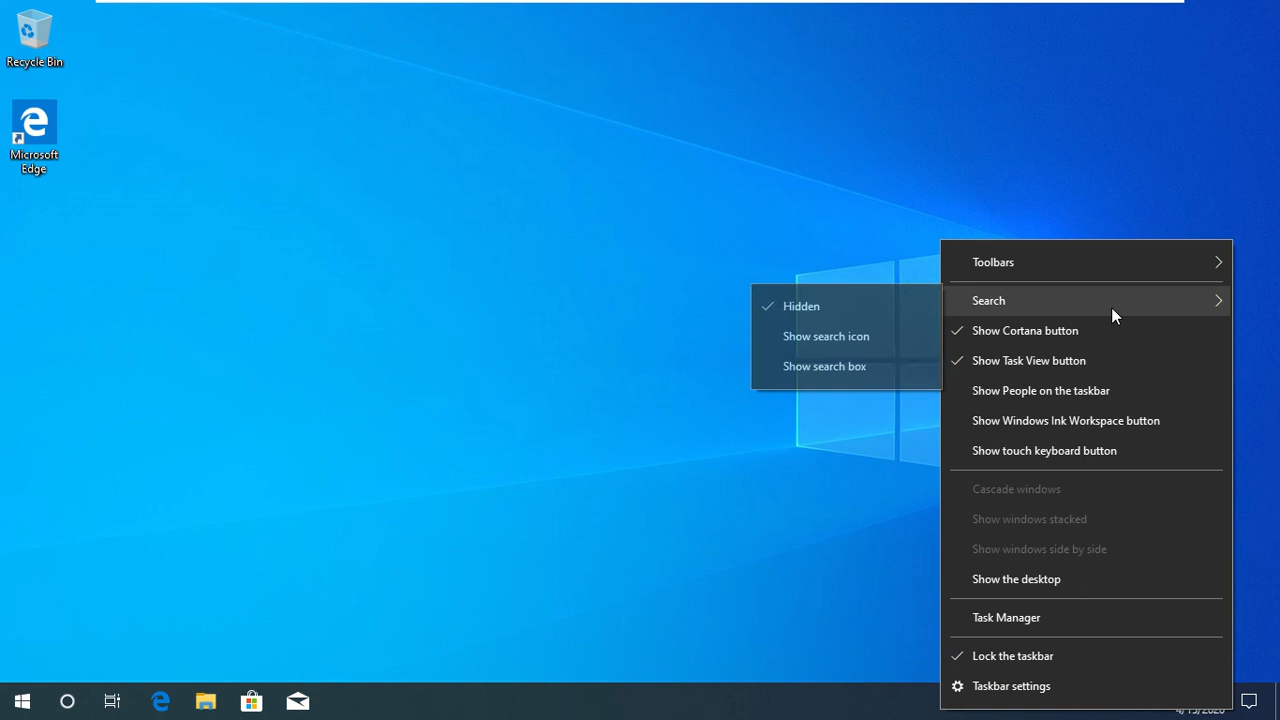 Recycle Bin
Microsoft
Edge
Hidden
Show search icon
Show search box
Toolbars
Search
Show Cortana button
Show Task View button
Show People on the taskbar
Show Windows Ink Workspace button
Show touch keyboard button
Cascade windows
Show windows stacked
Show windows side by side
Show the desktop
Task Manager
Lock the taskbar
Taskbar settings